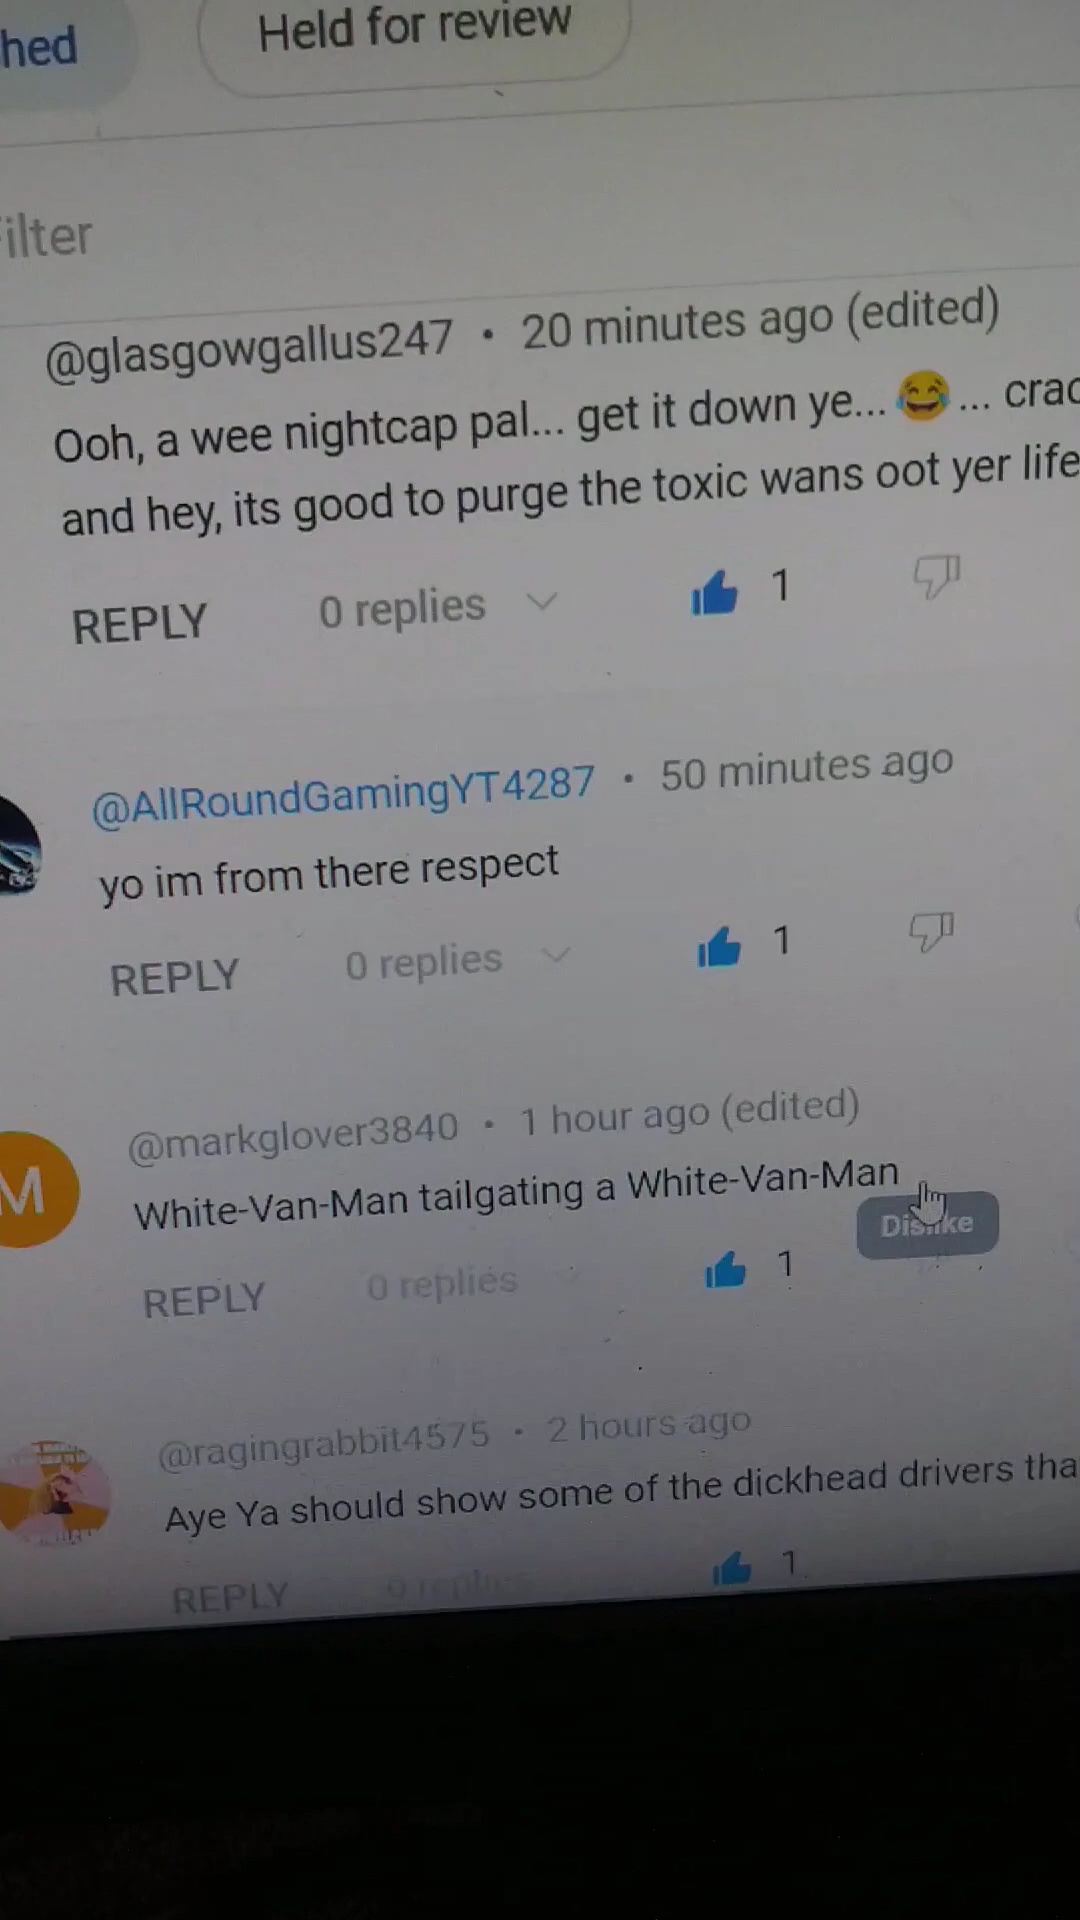 hed
Held for review
Filter
@glasgowgallus247 • 20 minutes ago (edited)
Ooh, a wee nightcap pal... get it down ye... 😂 ... crac
and hey, its good to purge the toxic wans oot yer life
REPLY 0 replies 1
@AllRoundGamingYT4287 • 50 minutes ago
yo im from there respect
REPLY 0 replies 1
@markglover3840 • 1 hour ago (edited)
M
White-Van-Man tailgating a White-Van-Man
Dislike
REPLY 0 replies 1
@ragingrabbit4575 • 2 hours ago
Aye Ya should show some of the dickhead drivers tha
REPLY 0 replies 1